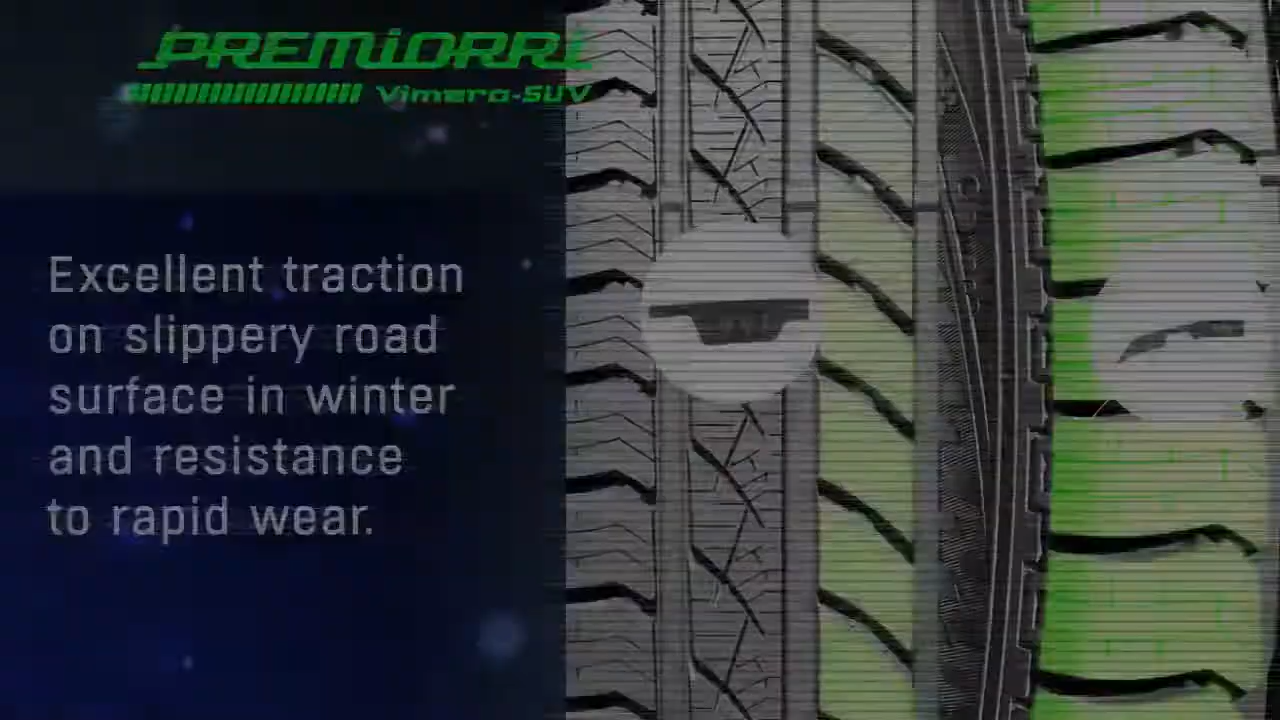 PREMiORRi
Vimero-SUV
Excellent traction
on slippery road
surface in winter
and resistance
to rapid wear.